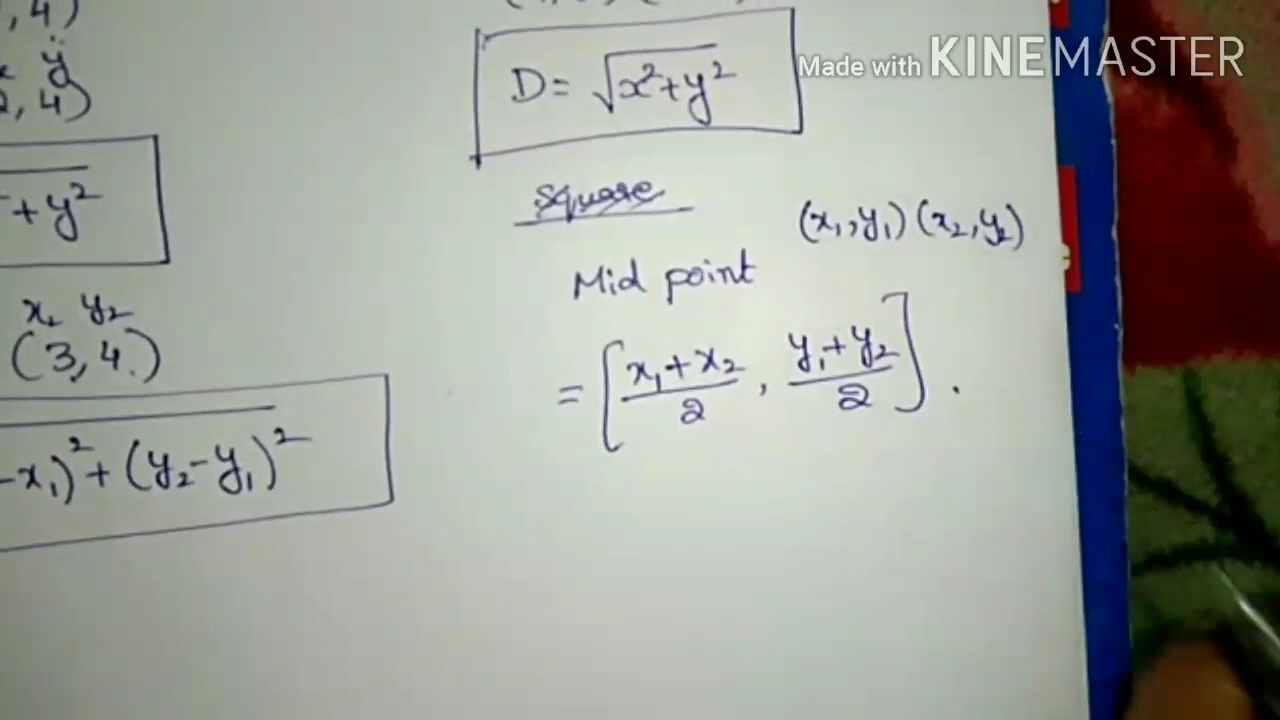 , 4)
x y
2, 4)
+ y²
x₂ y₂
(3, 4.)
-x₁)² + (y₂-y₁)²
D = √x²+y²
Square
(x₁,y₁) (x₂,y₂)
Mid point
= [x₁+x₂/2, y₁+y₂/2].
Made with KINEMASTER